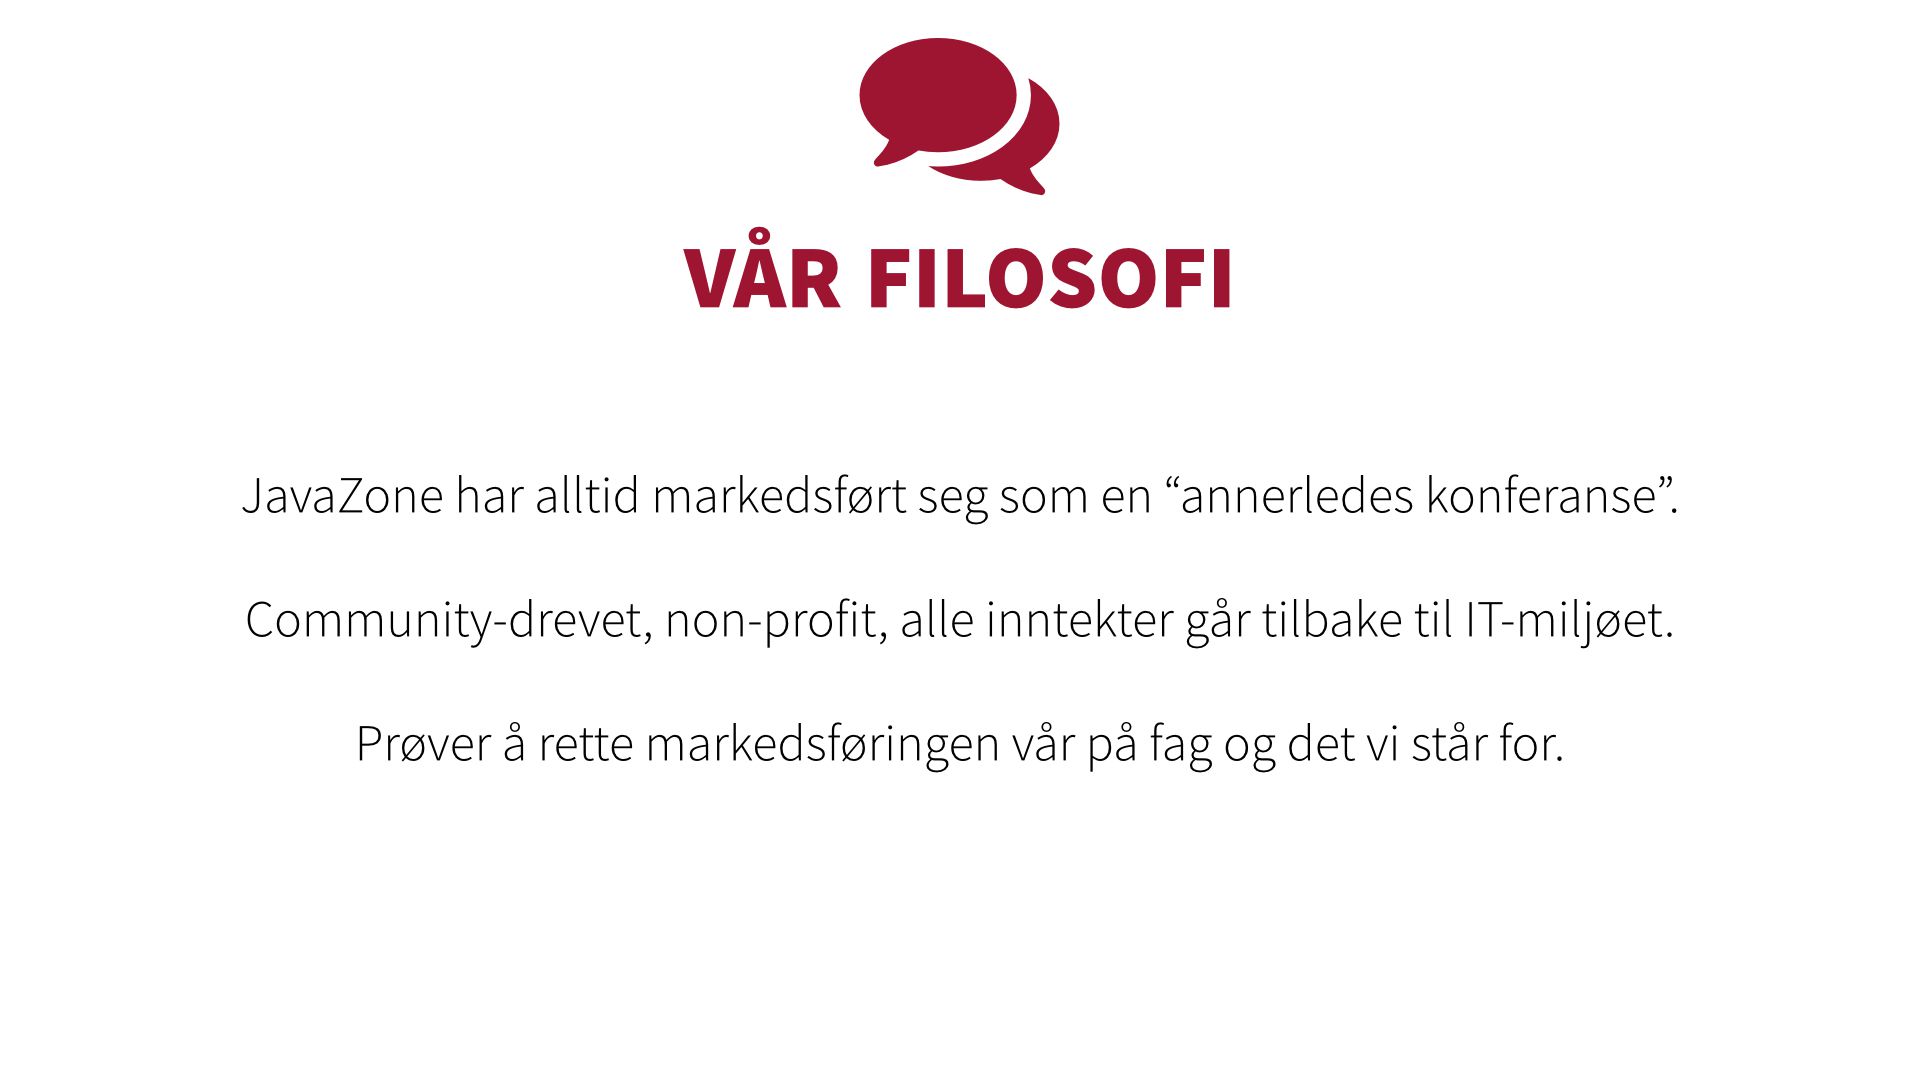 VÅR FILOSOFI
JavaZone har alltid markedsført seg som en “annerledes konferanse”.
Community-drevet, non-profit, alle inntekter går tilbake til IT-miljøet.
Prøver å rette markedsføringen vår på fag og det vi står for.